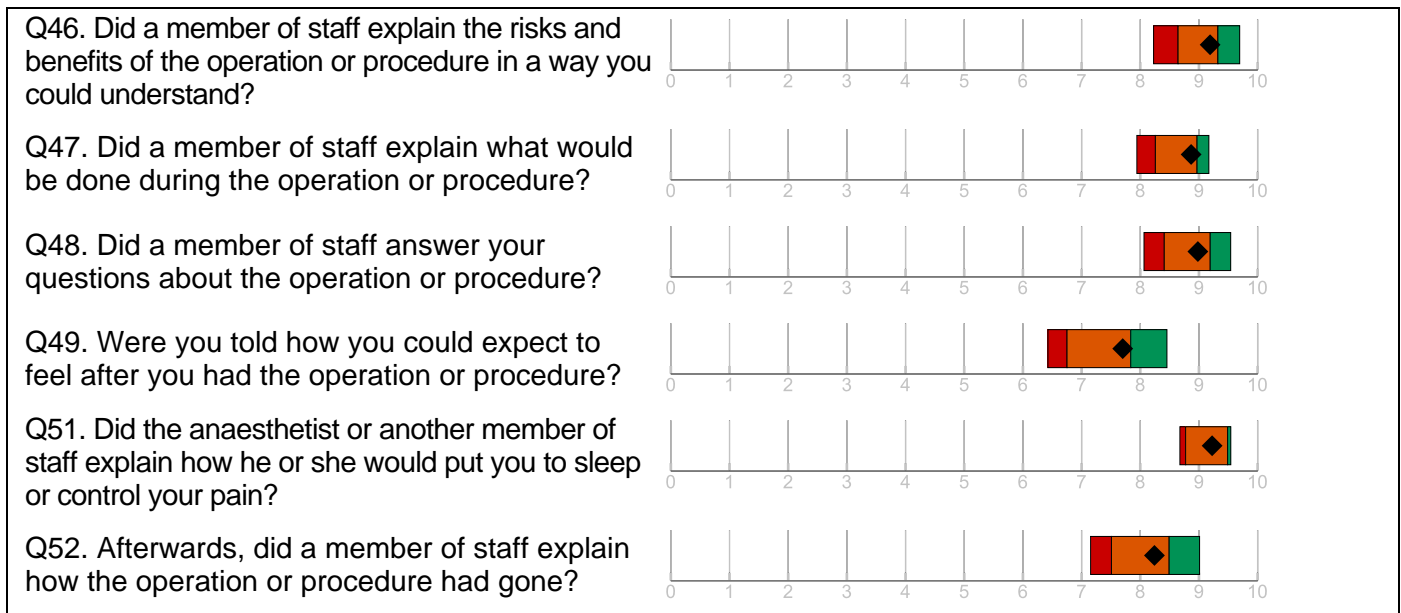 Q46. Did a member of staff explain the risks and
benefits of the operation or procedure in a way you
could understand?
0 1 2 3 4 5 6 7 8 9 10
Q47. Did a member of staff explain what would
be done during the operation or procedure?
0 1 2 3 4 5 6 7 8 9 10
Q48. Did a member of staff answer your
questions about the operation or procedure?
0 1 2 3 4 5 6 7 8 9 10
Q49. Were you told how you could expect to
feel after you had the operation or procedure?
0 1 2 3 4 5 6 7 8 9 10
Q51. Did the anaesthetist or another member of
staff explain how he or she would put you to sleep
or control your pain?
0 1 2 3 4 5 6 7 8 9 10
Q52. Afterwards, did a member of staff explain
how the operation or procedure had gone?
0 1 2 3 4 5 6 7 8 9 10